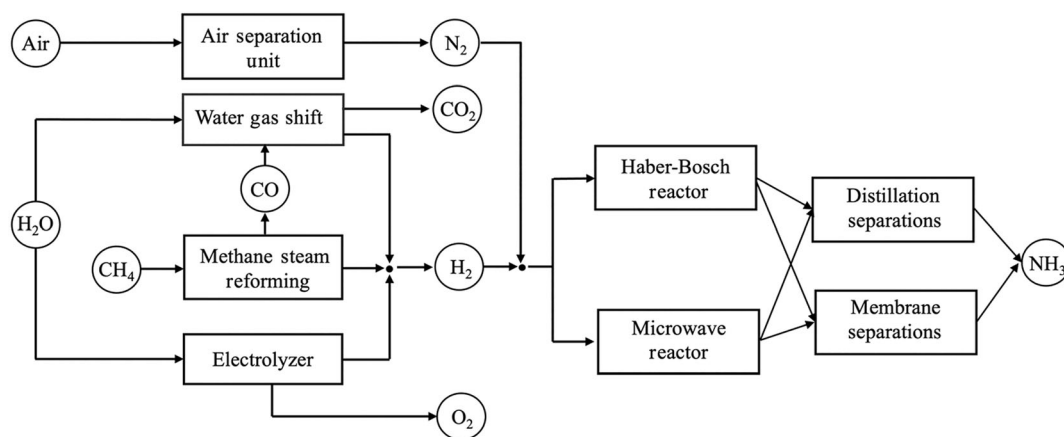 Air
Air separation
unit
N₂
Water gas shift
CO₂
CO
H₂O
CH₄
Methane steam
reforming
H₂
Electrolyzer
O₂
Haber-Bosch
reactor
Microwave
reactor
Distillation
separations
Membrane
separations
NH₃